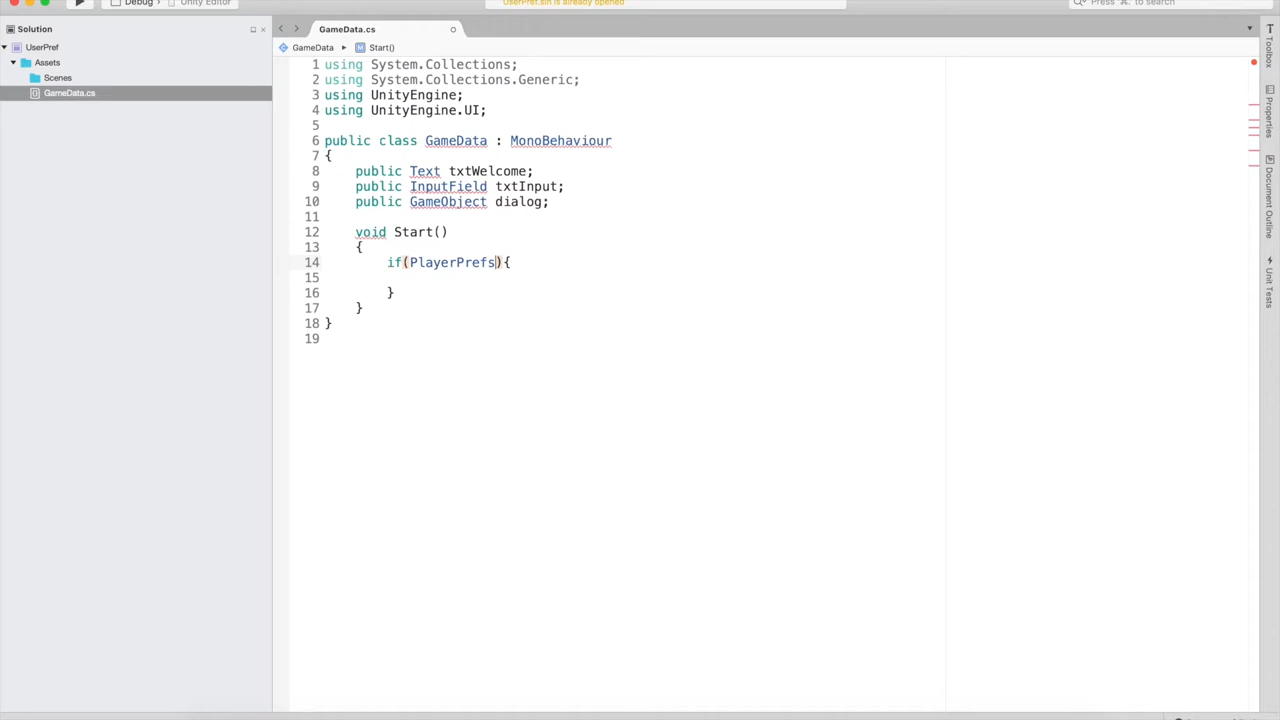 Debug
Unity Editor
UserPref.sln is already opened
Press '⌘.' to search
Solution
GameData.cs
GameData ▸ Start()
UserPref
Assets
Scenes
GameData.cs
1 using System.Collections;
2 using System.Collections.Generic;
3 using UnityEngine;
4 using UnityEngine.UI;
5
6 public class GameData : MonoBehaviour
7 {
8 public Text txtWelcome;
9 public InputField txtInput;
10 public GameObject dialog;
11
12 void Start()
13 {
14 if(PlayerPrefs){
15
16 }
17 }
18 }
19
Toolbox
Properties
Document Outline
Unit Tests